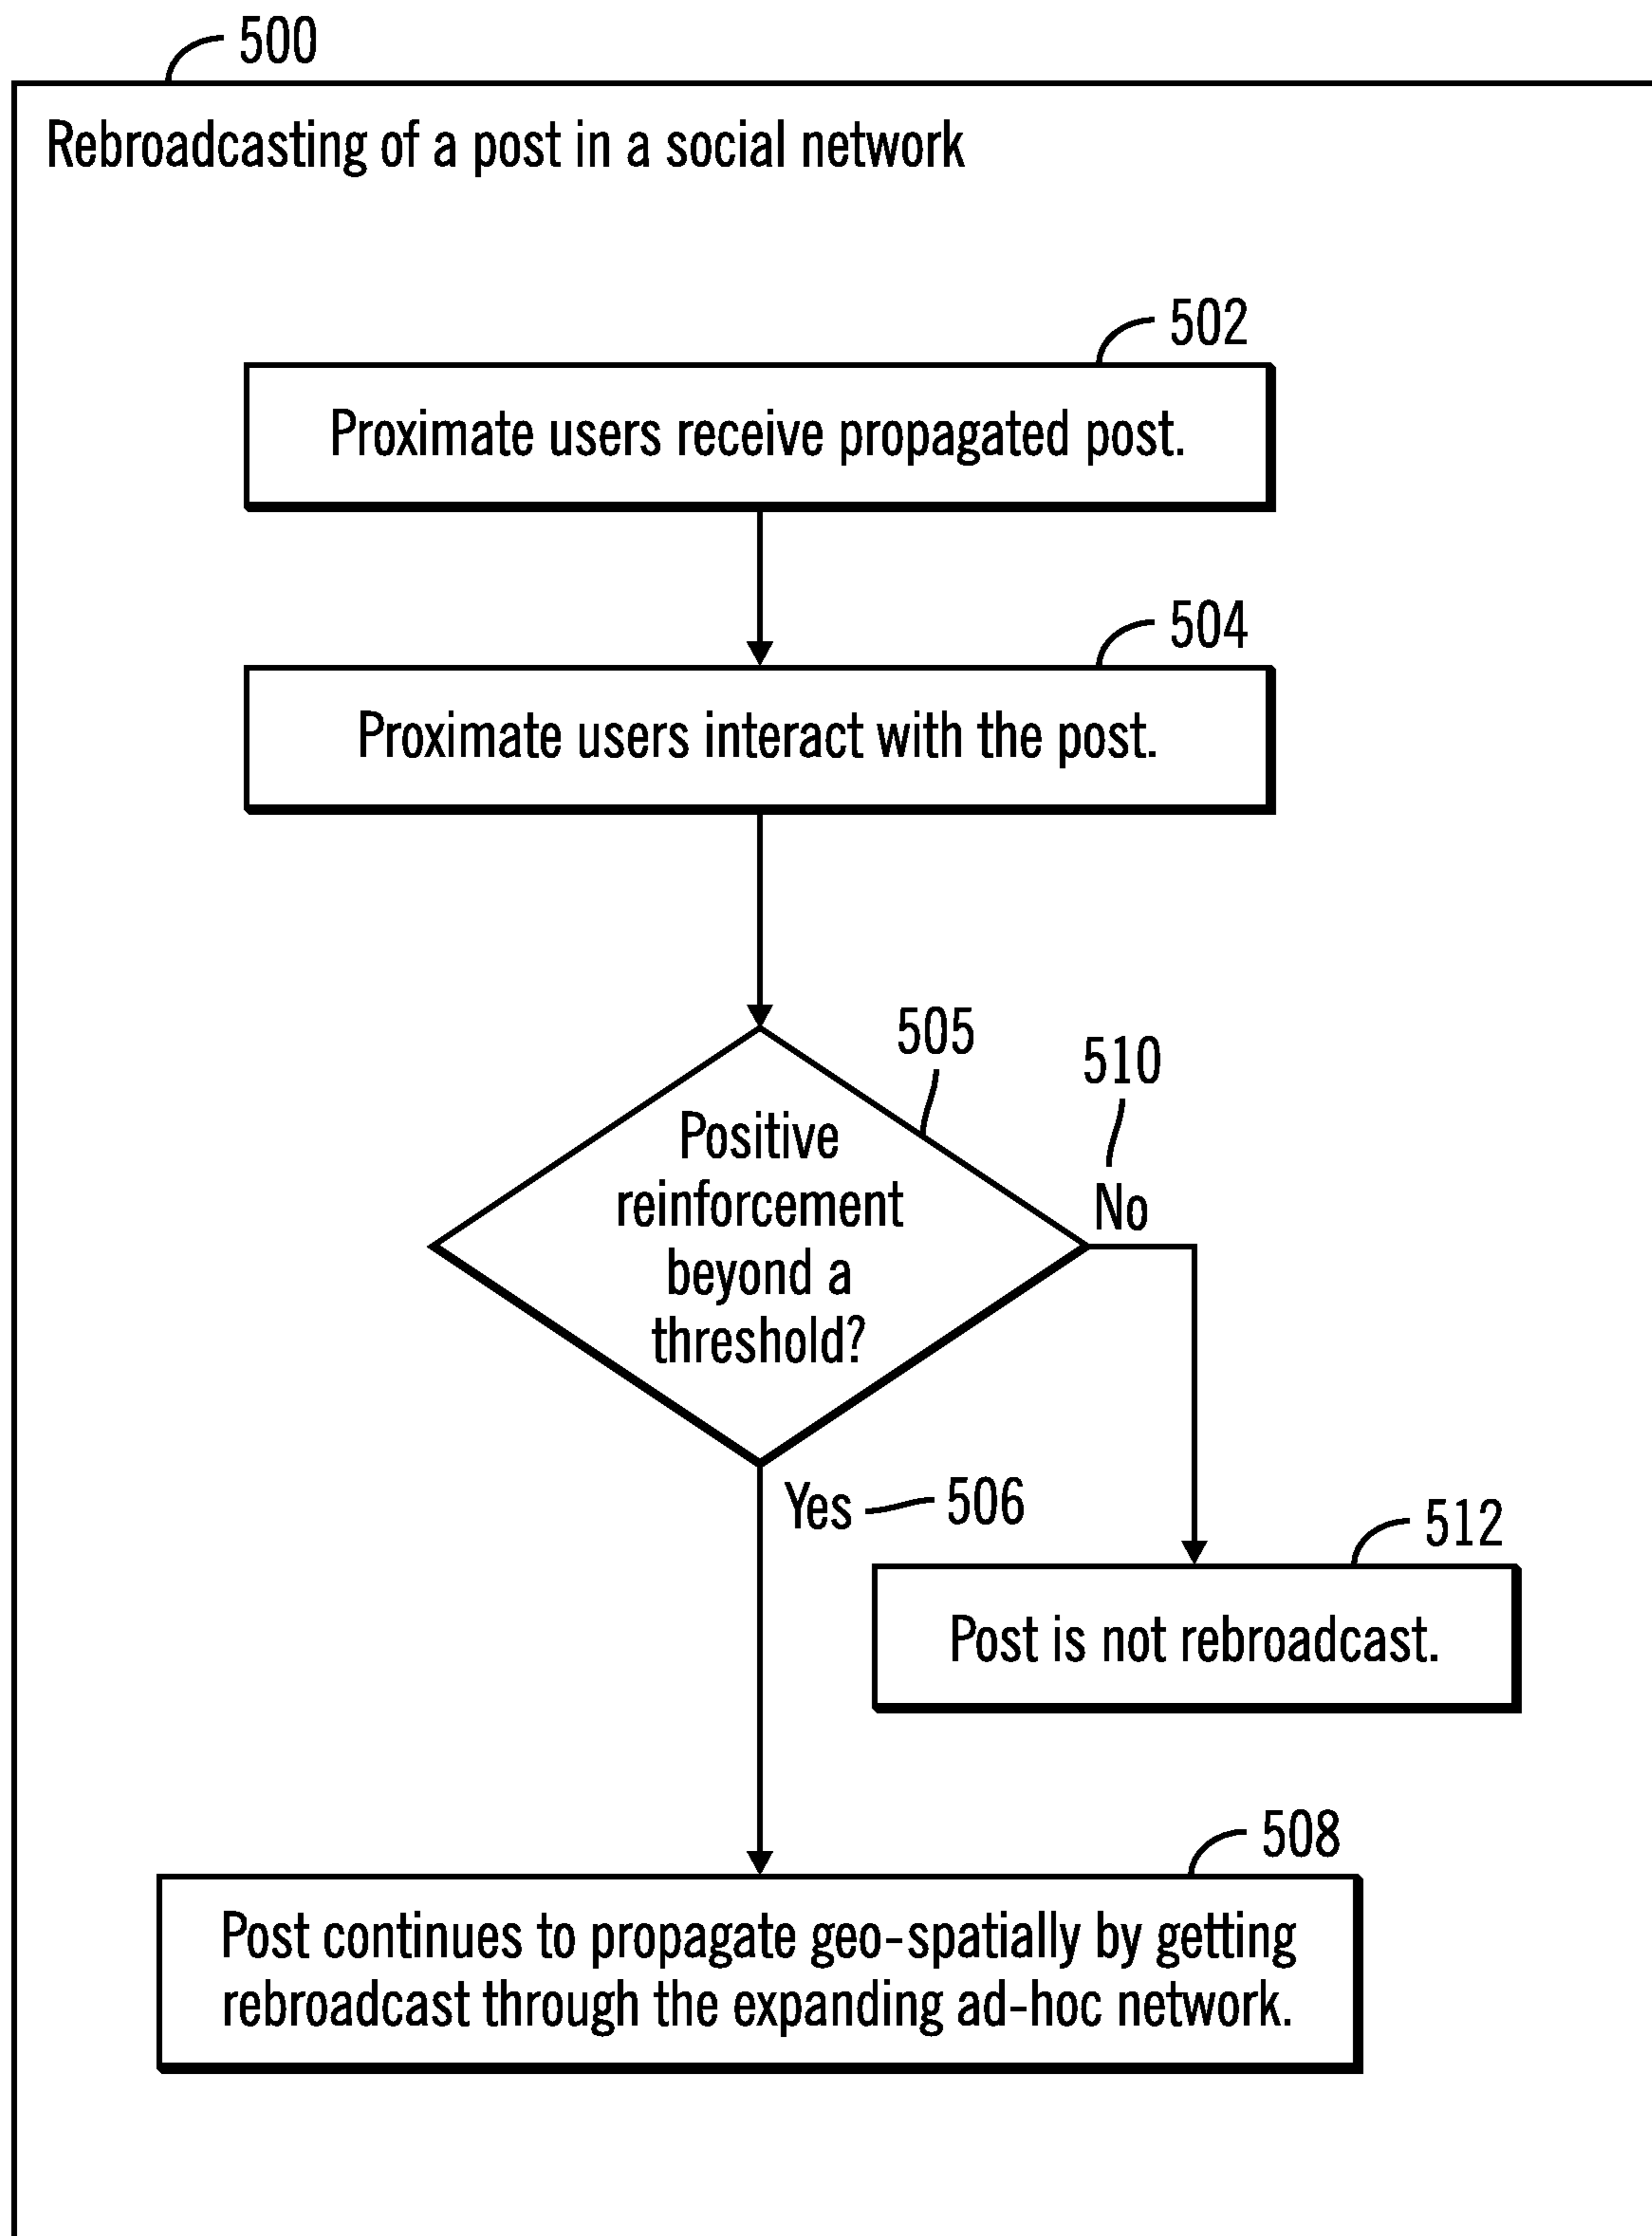 500
Rebroadcasting of a post in a social network
502
Proximate users receive propagated post.
504
Proximate users interact with the post.
505
510
Positive
reinforcement
beyond a
threshold?
No
Yes
506
512
Post is not rebroadcast.
508
Post continues to propagate geo-spatially by getting
rebroadcast through the expanding ad-hoc network.